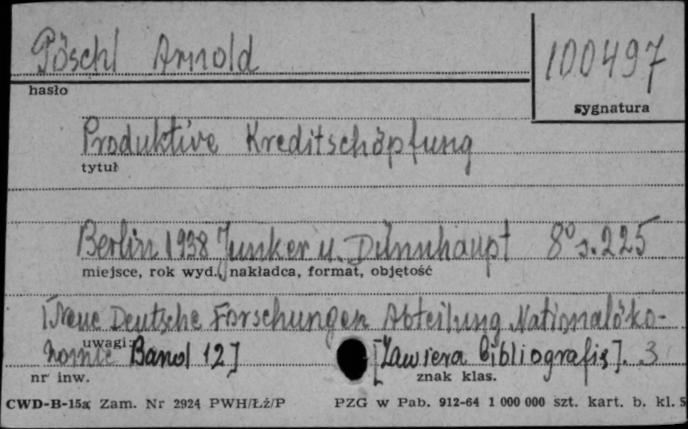 Pöschl Arnold
100497
hasło
sygnatura
Produktive Kreditschöpfung
tytuł
Berlin 1938 Junker u. Dünnhaupt 8° s. 225
miejsce, rok wyd., nakładca, format, objętość
[Neue Deutsche Forschungen Abteilung Nationalöko-
uwagi
nomie Band 12] [Zawiera bibliografię]. 3
nr inw. znak klas.
CWD-B-15a Zam. Nr 2924 PWH/Łż/P PZG w Pab. 912-64 1 000 000 szt. kart. b. kl. 5